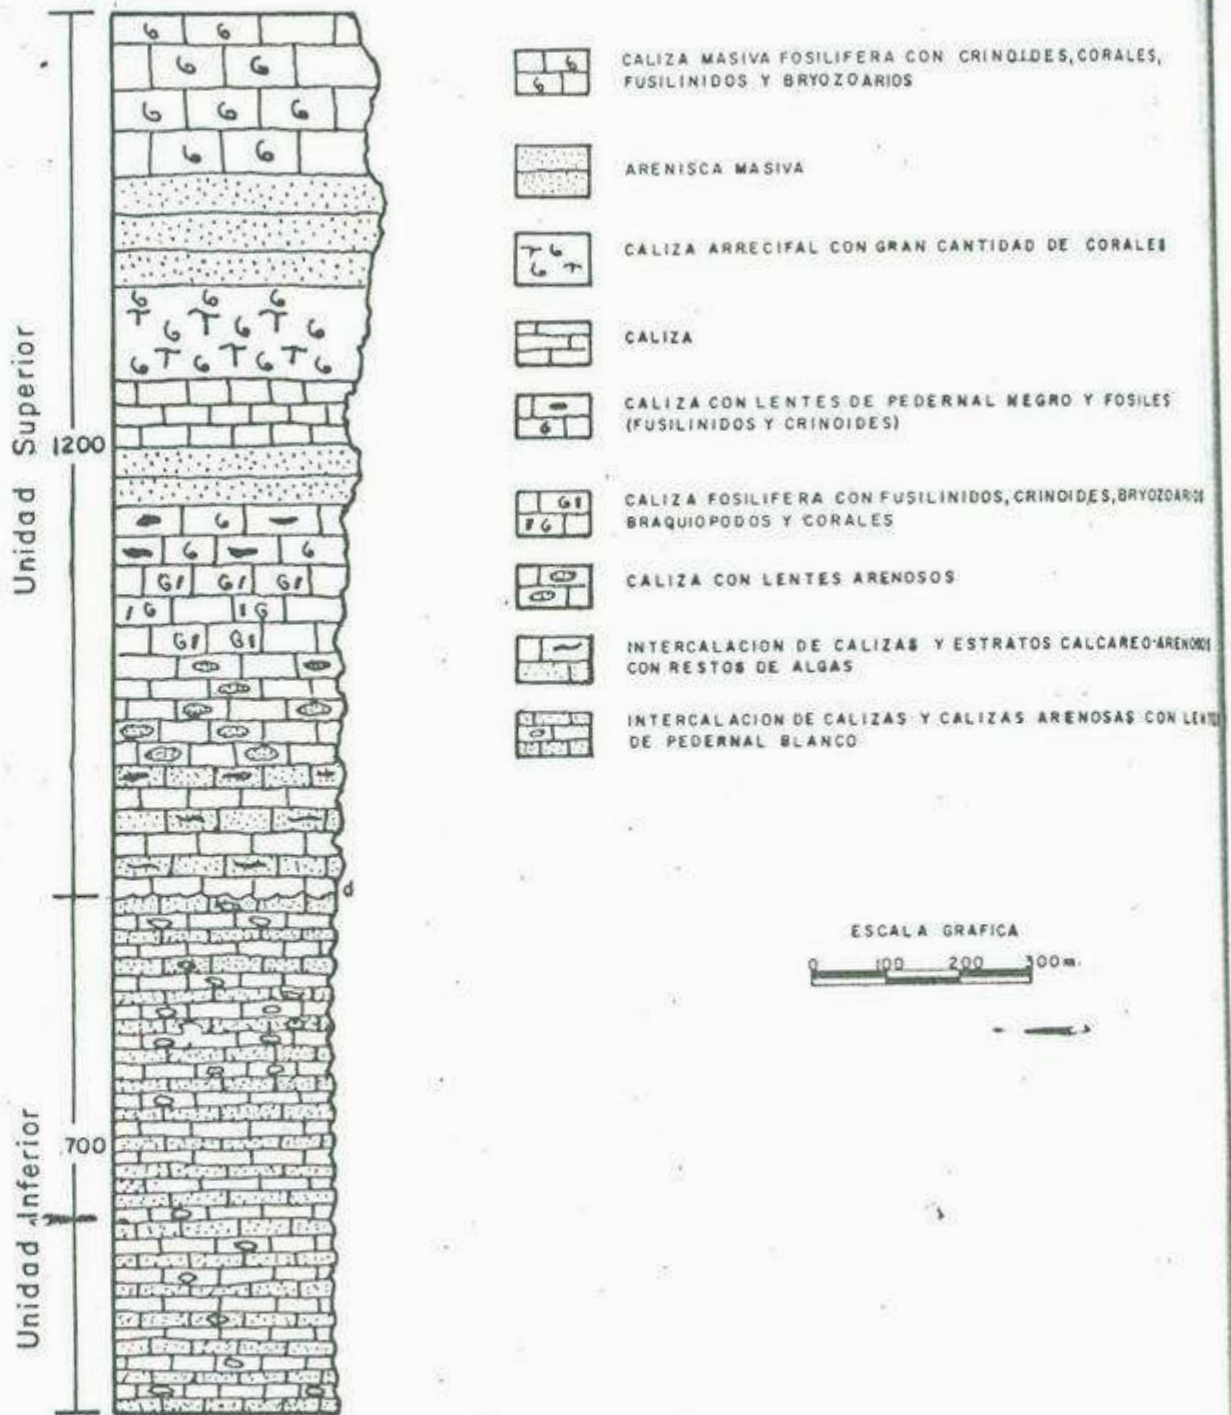 Unidad Superior
1200
Unidad Inferior
700
d
CALIZA MASIVA FOSILIFERA CON CRINOIDES, CORALES,
FUSILINIDOS Y BRYOZOARIOS
ARENISCA MASIVA
CALIZA ARRECIFAL CON GRAN CANTIDAD DE CORALES
CALIZA
CALIZA CON LENTES DE PEDERNAL NEGRO Y FOSILES
(FUSILINIDOS Y CRINOIDES)
CALIZA FOSILIFERA CON FUSILINIDOS, CRINOIDES, BRYOZOARIOS
BRAQUIOPODOS Y CORALES
CALIZA CON LENTES ARENOSOS
INTERCALACION DE CALIZAS Y ESTRATOS CALCAREO-ARENOSOS
CON RESTOS DE ALGAS
INTERCALACION DE CALIZAS Y CALIZAS ARENOSAS CON
DE PEDERNAL BLANCO
ESCALA GRAFICA
0 100 200 300 m.